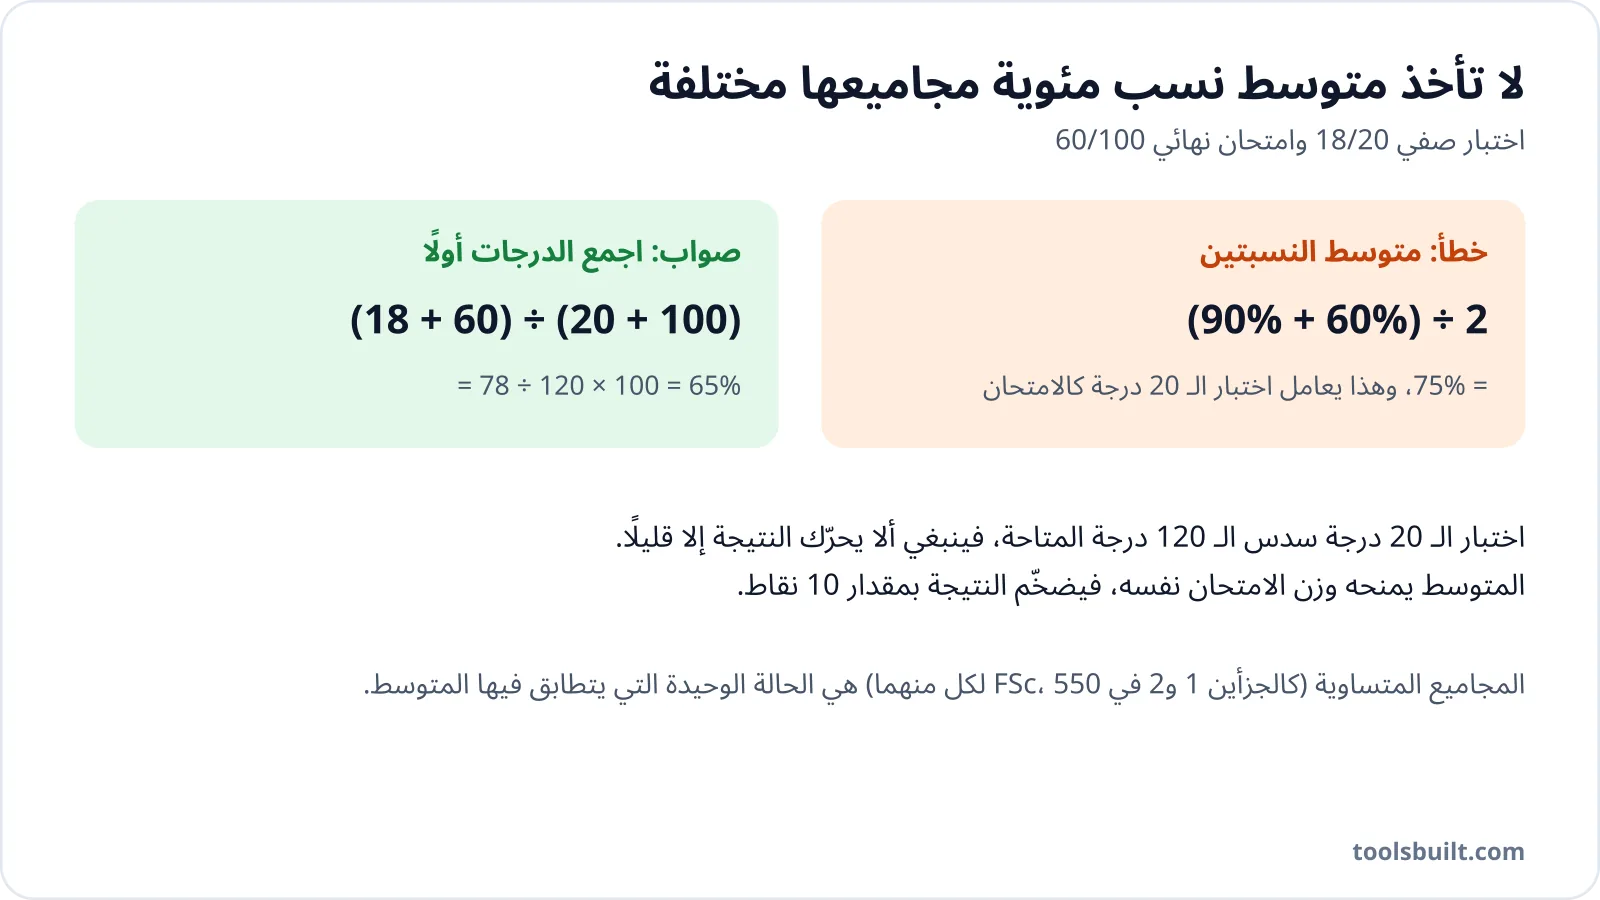 لا تأخذ متوسط نسب مئوية مجاميعها مختلفة
اختبار صفي 18/20 وامتحان نهائي 60/100
خطأ: متوسط النسبتين
(90% + 60%) ÷ 2
= 75%، وهذا يعامل اختبار الـ 20 درجة كالامتحان
صواب: اجمع الدرجات أولًا
(18 + 60) ÷ (20 + 100)
= 78 ÷ 120 × 100 = 65%
اختبار الـ 20 درجة سدس الـ 120 درجة المتاحة، فينبغي ألا يحرّك النتيجة إلا قليلًا.
المتوسط يمنحه وزن الامتحان نفسه، فيضخّم النتيجة بمقدار 10 نقاط.
المجاميع المتساوية (كالجزأين 1 و2 في FSc، 550 لكل منهما) هي الحالة الوحيدة التي يتطابق فيها المتوسط.
toolsbuilt.com